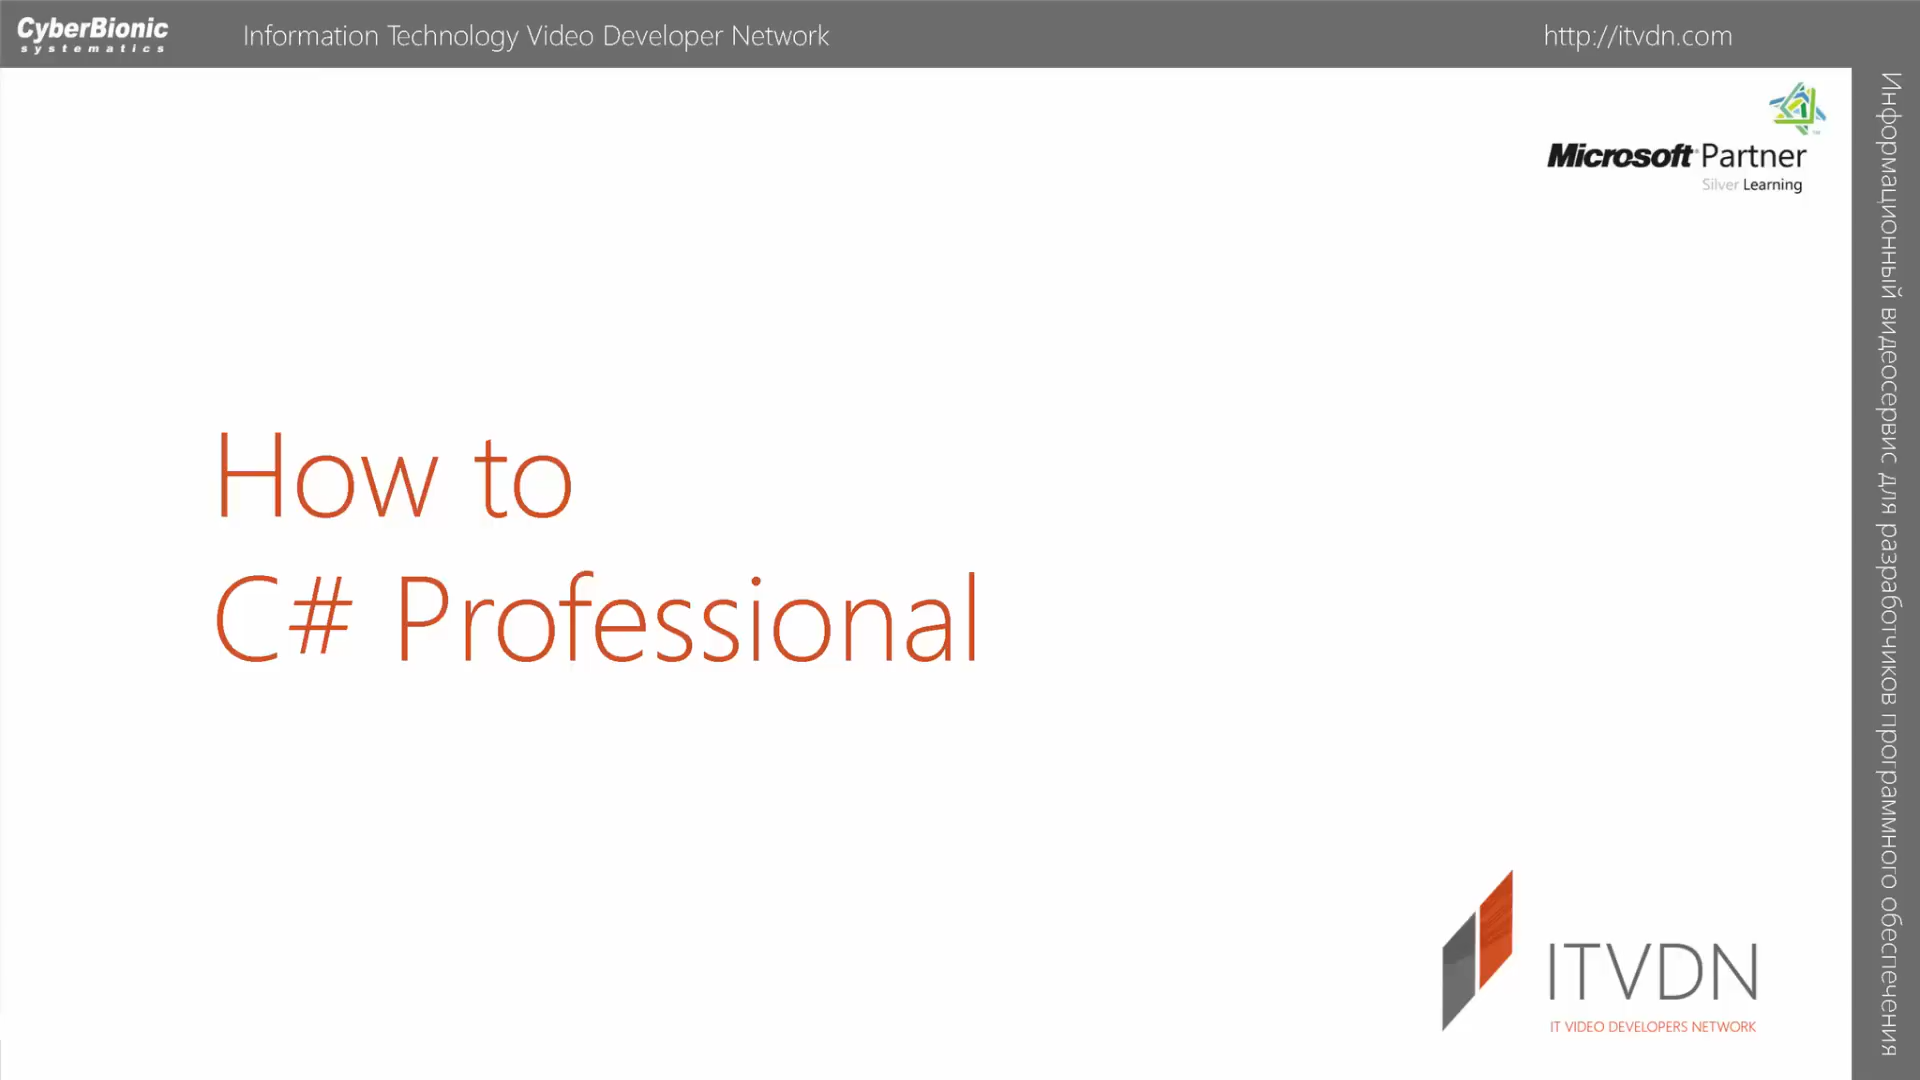 CyberBionic
systematics
Information Technology Video Developer Network
http://itvdn.com
Microsoft Partner
Silver Learning
How to
C# Professional
ITVDN
IT VIDEO DEVELOPERS NETWORK
Информационный видеосервис для разработчиков программного обеспечения